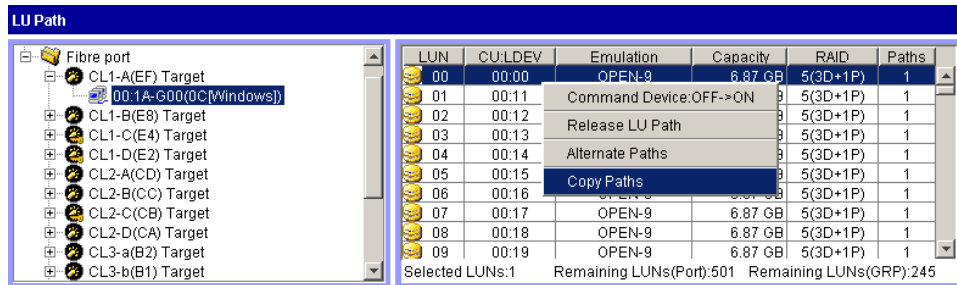 LU Path
Fibre port
CL1-A(EF) Target
00:1A-G00(0C[Windows])
CL1-B(E8) Target
CL1-C(E4) Target
CL1-D(E2) Target
CL2-A(CD) Target
CL2-B(CC) Target
CL2-C(CB) Target
CL2-D(CA) Target
CL3-a(B2) Target
CL3-b(B1) Target
LUN CU:LDEV Emulation Capacity RAID Paths
00 00:00 OPEN-9 6.87 GB 5(3D+1P) 1
01 00:11 5(3D+1P) 1
02 00:12 5(3D+1P) 1
03 00:13 5(3D+1P) 1
04 00:14 5(3D+1P) 1
05 00:15 5(3D+1P) 1
06 00:16 5(3D+1P) 1
07 00:17 OPEN-9 6.87 GB 5(3D+1P) 1
08 00:18 OPEN-9 6.87 GB 5(3D+1P) 1
09 00:19 OPEN-9 6.87 GB 5(3D+1P) 1
Command Device:OFF->ON
Release LU Path
Alternate Paths
Copy Paths
Selected LUNs:1 Remaining LUNs(Port):501 Remaining LUNs(GRP):245